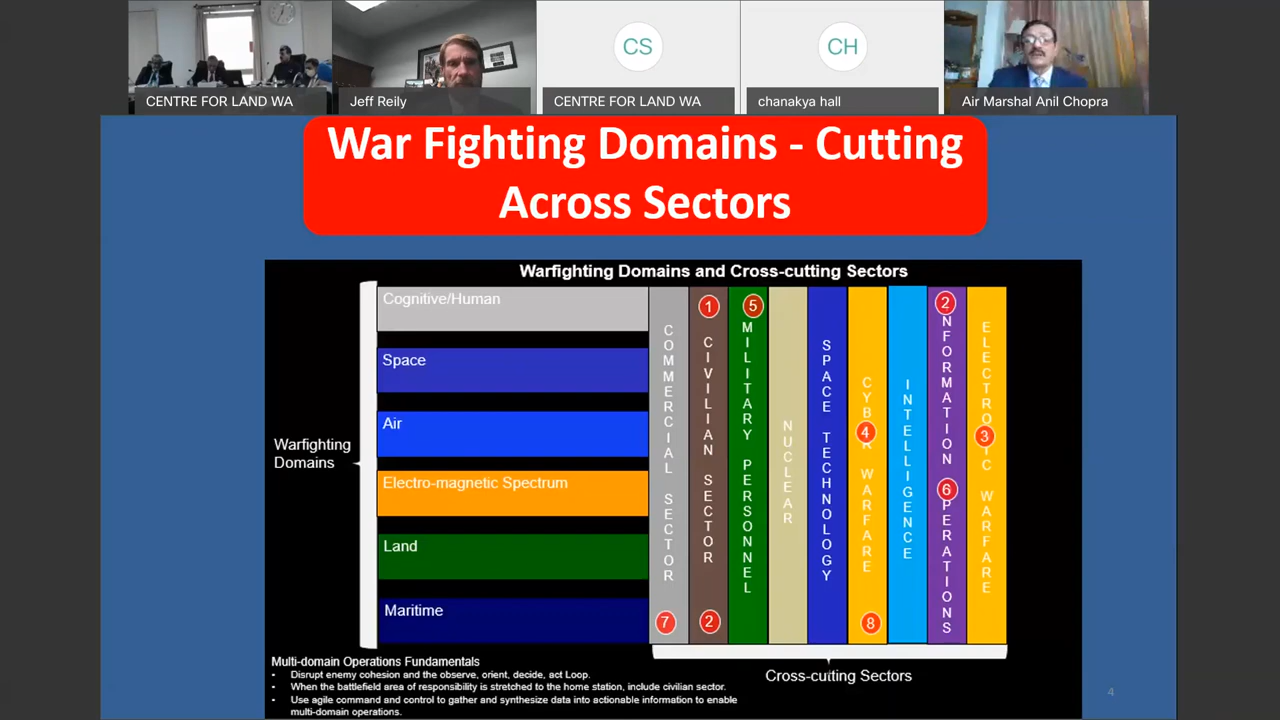 CS
CH
CENTRE FOR LAND WA
Jeff Reily
CENTRE FOR LAND WA
chanakya hall
Air Marshal Anil Chopra
War Fighting Domains - Cutting
Across Sectors
Warfighting Domains and Cross-cutting Sectors
Warfighting
Domains
Cognitive/Human
Space
Air
Electro-magnetic Spectrum
Land
Maritime
COMMERCIAL SECTOR
7
1
CIVILIAN SECTOR
2
5
MILITARY PERSONNEL
NUCLEAR
SPACE TECHNOLOGY
CYBER WARFARE
4
8
INTELLIGENCE
2
INFORMATION OPERATIONS
6
ELECTRONIC WARFARE
3
Cross-cutting Sectors
Multi-domain Operations Fundamentals
• Disrupt enemy cohesion and the observe, orient, decide, act Loop.
• When the battlefield area of responsibility is stretched to the home station, include civilian sector.
• Use agile command and control to gather and synthesize data into actionable information to enable
multi-domain operations.
4